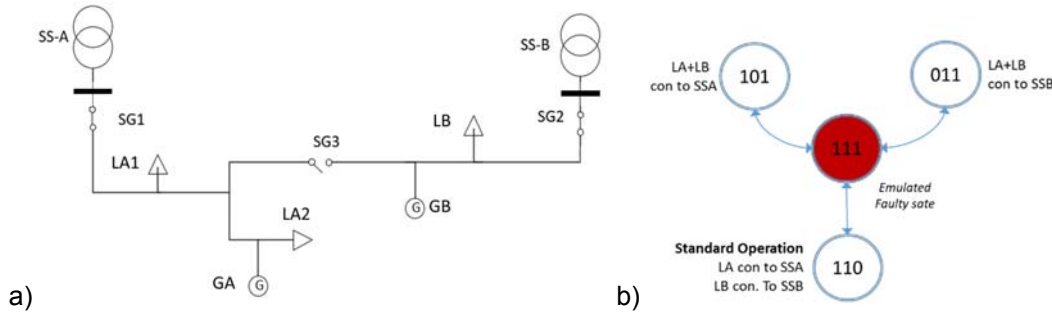 SS-A
SS-B
SG1
SG2
SG3
LB
LA1
LA2
G
GB
GA
G
a)
101
LA+LB
con to SSA
011
LA+LB
con to SSB
111
Emulated
Faulty sate
Standard Operation
LA con to SSA
LB con. To SSB
110
b)